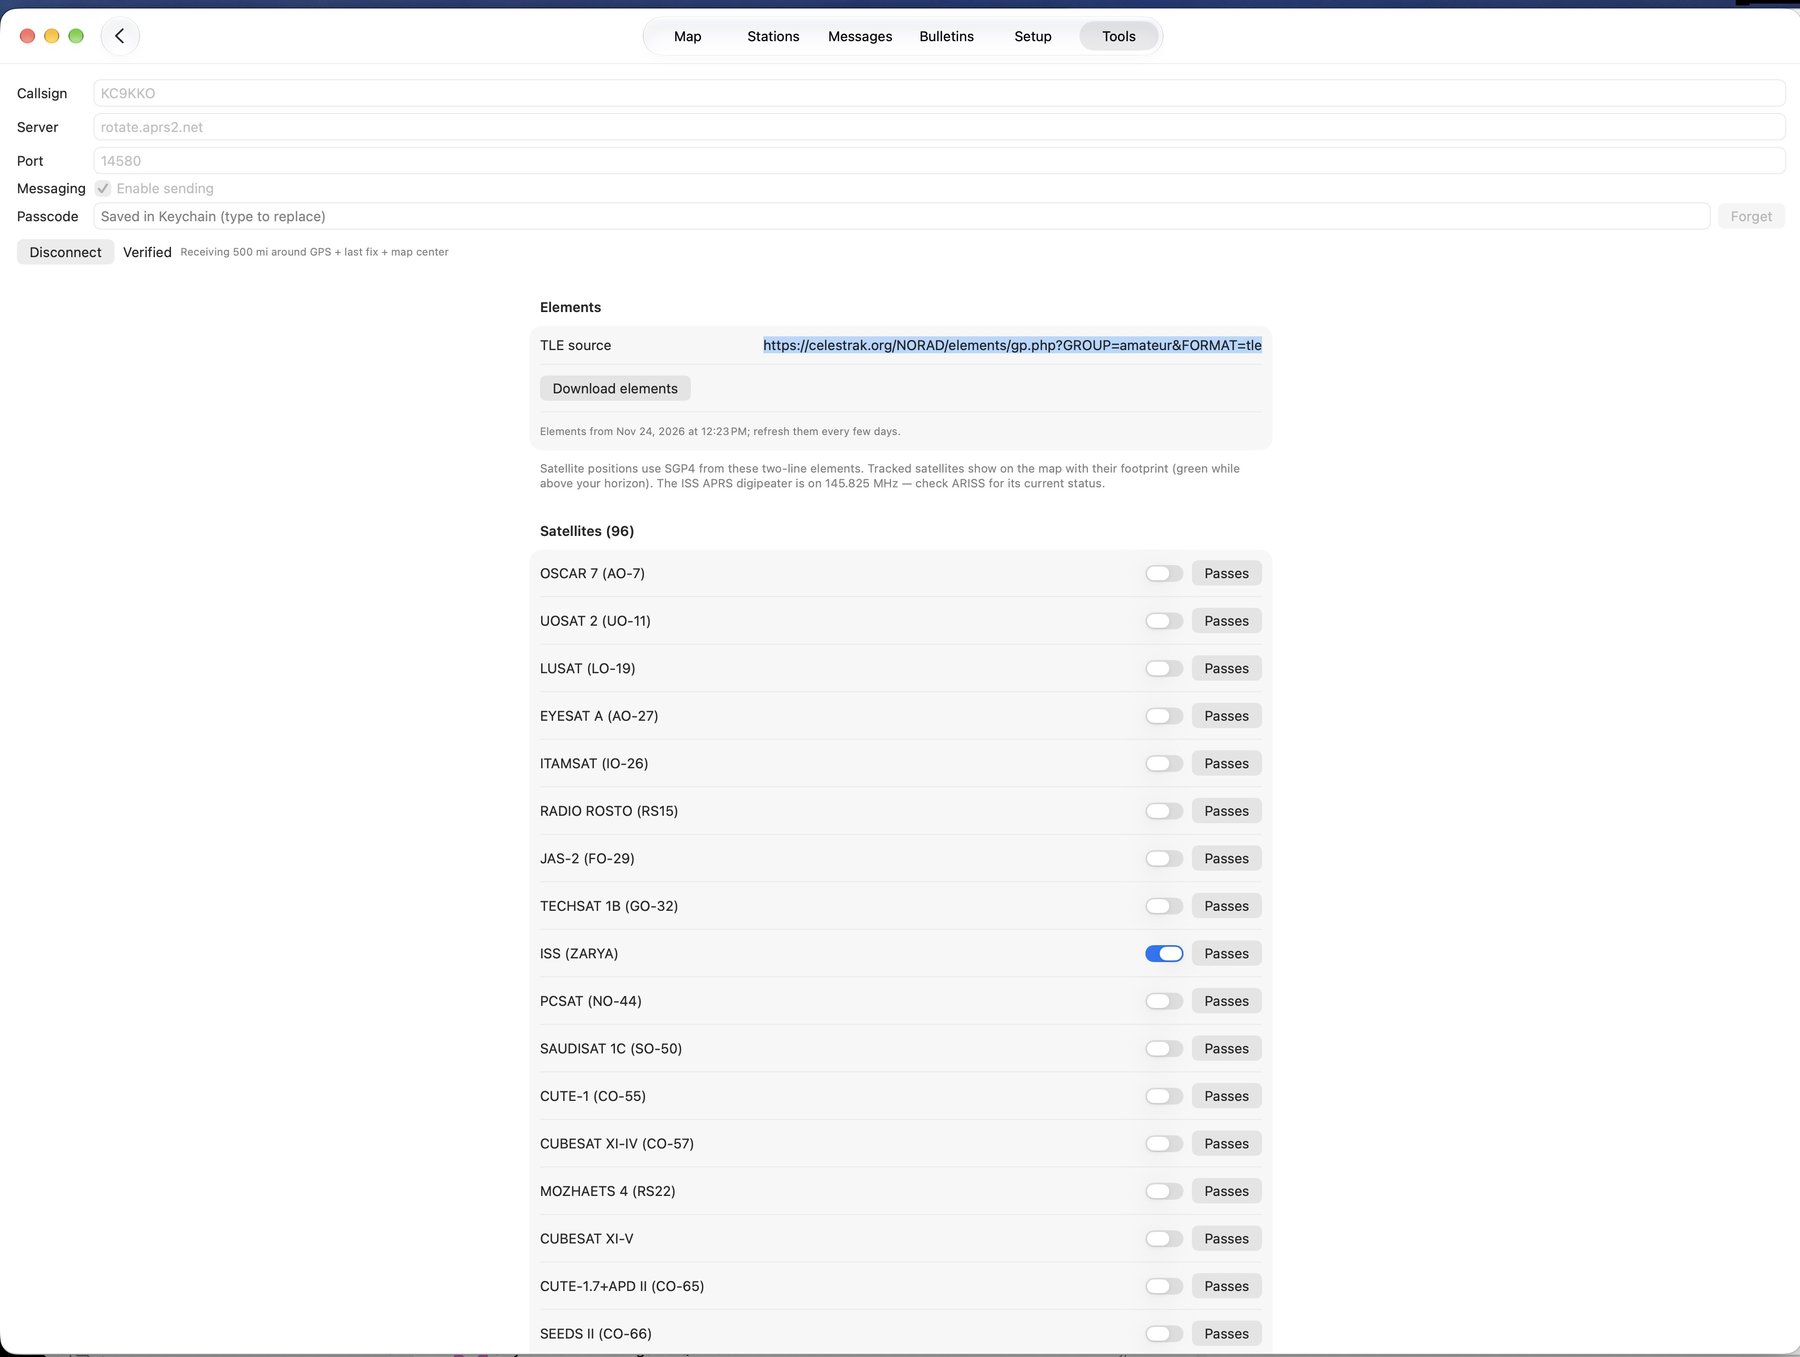 Map Stations Messages Bulletins Setup Tools
Callsign KC9KKO
Server rotate.aprs2.net
Port 14580
Messaging Enable sending
Passcode Saved in Keychain (type to replace) Forget
Disconnect Verified Receiving 500 mi around GPS + last fix + map center
Elements
TLE source https://celestrak.org/NORAD/elements/gp.php?GROUP=amateur&FORMAT=tle
Download elements
Elements from Nov 24, 2026 at 12:23 PM; refresh them every few days.
Satellite positions use SGP4 from these two-line elements. Tracked satellites show on the map with their footprint (green while
above your horizon). The ISS APRS digipeater is on 145.825 MHz — check ARISS for its current status.
Satellites (96)
OSCAR 7 (AO-7) Passes
UOSAT 2 (UO-11) Passes
LUSAT (LO-19) Passes
EYESAT A (AO-27) Passes
ITAMSAT (IO-26) Passes
RADIO ROSTO (RS15) Passes
JAS-2 (FO-29) Passes
TECHSAT 1B (GO-32) Passes
ISS (ZARYA) Passes
PCSAT (NO-44) Passes
SAUDISAT 1C (SO-50) Passes
CUTE-1 (CO-55) Passes
CUBESAT XI-IV (CO-57) Passes
MOZHAETS 4 (RS22) Passes
CUBESAT XI-V Passes
CUTE-1.7+APD II (CO-65) Passes
SEEDS II (CO-66) Passes